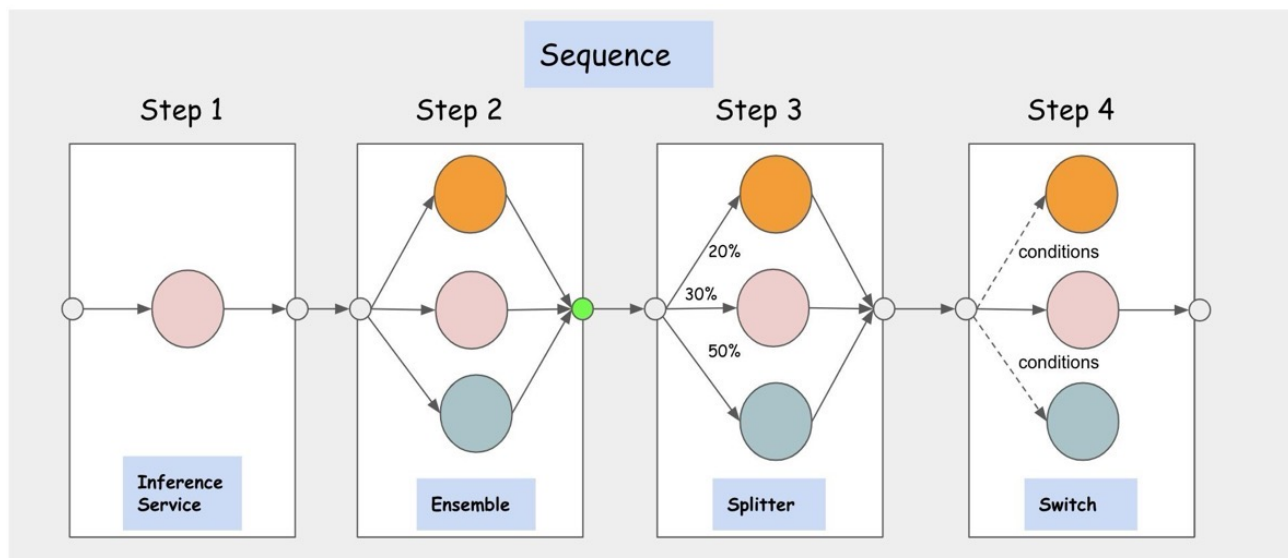 Sequence
Step 1
Step 2
Step 3
Step 4
20%
30%
50%
conditions
conditions
Inference
Service
Ensemble
Splitter
Switch